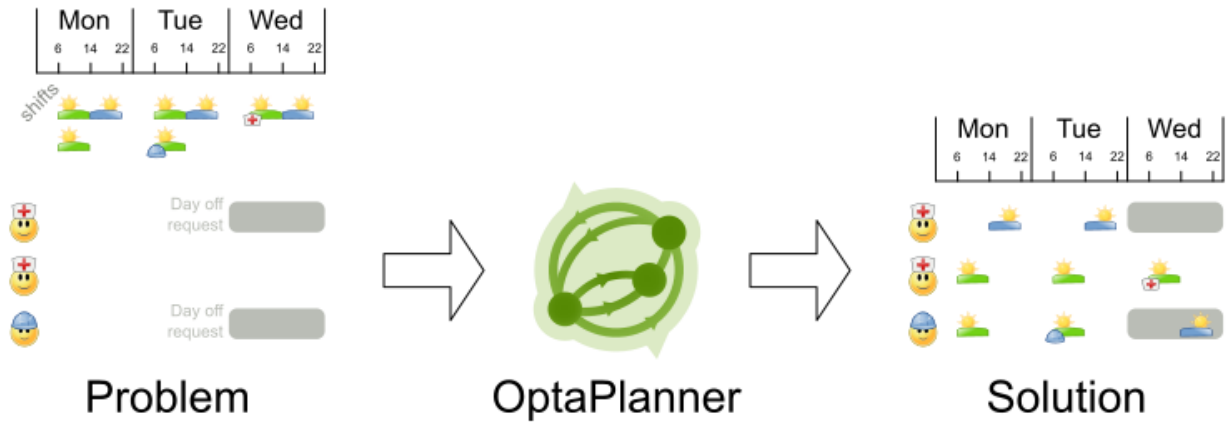 Mon Tue Wed
6 14 22 6 14 22 6 14 22
shifts
Day off
request
Day off
request
Problem
OptaPlanner
Mon Tue Wed
6 14 22 6 14 22 6 14 22
Solution